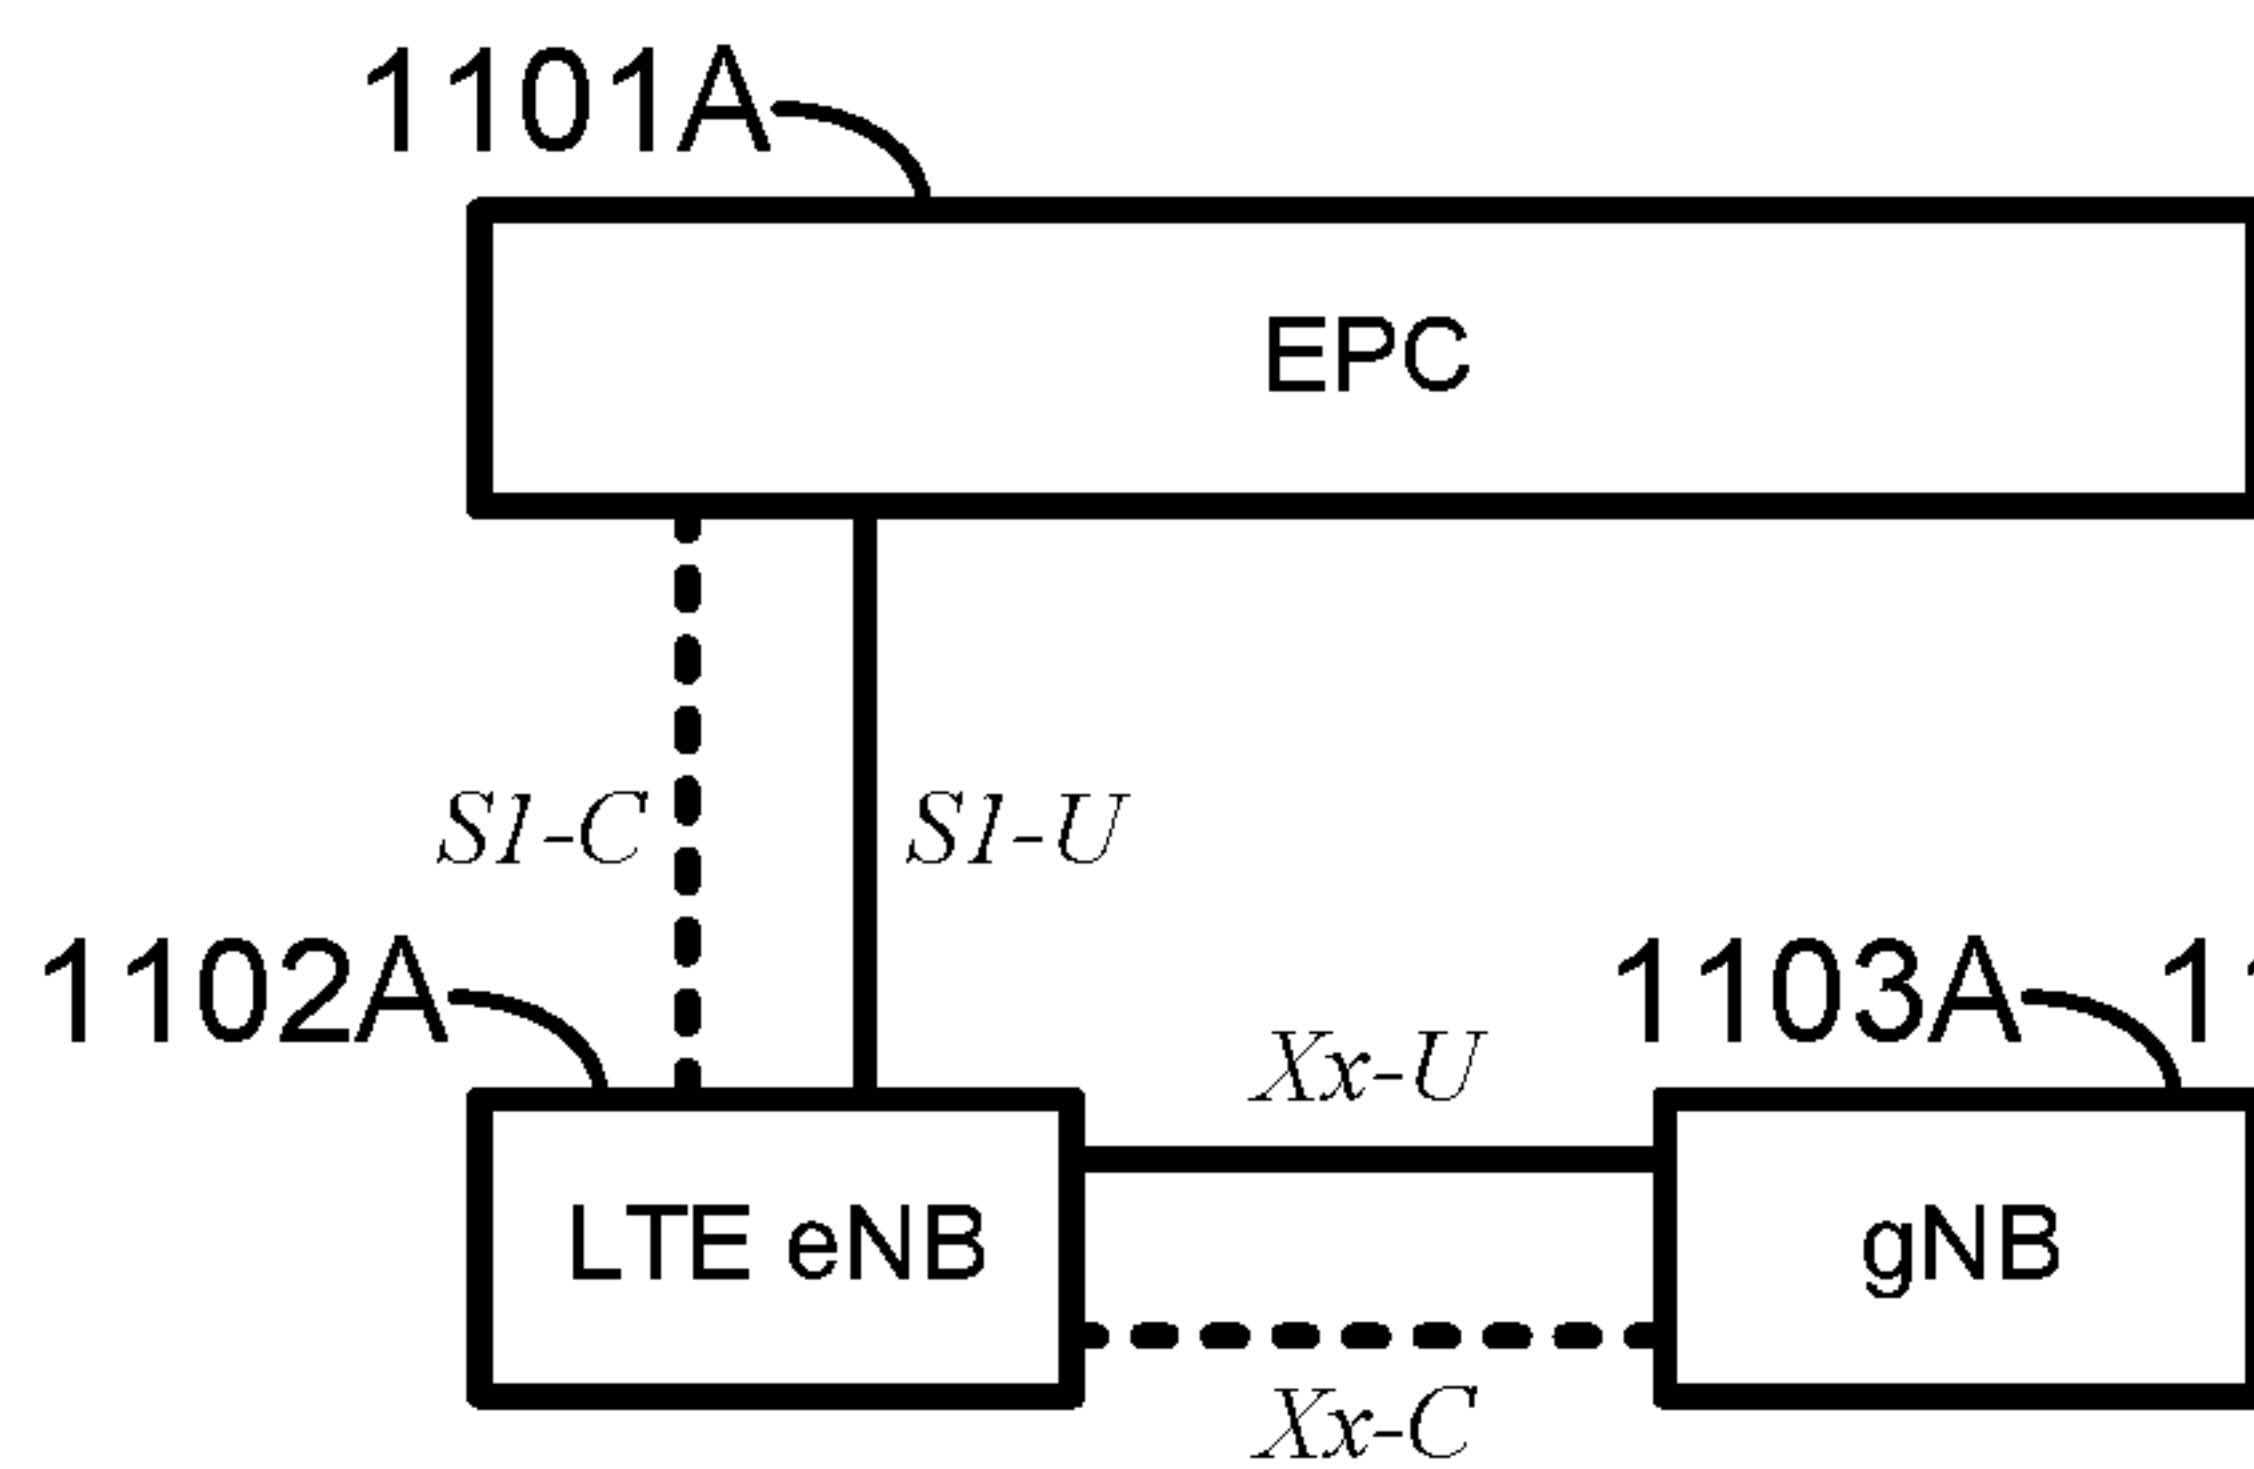 1101A
EPC
S1-C
S1-U
1102A
1103A
Xx-U
LTE eNB
gNB
Xx-C